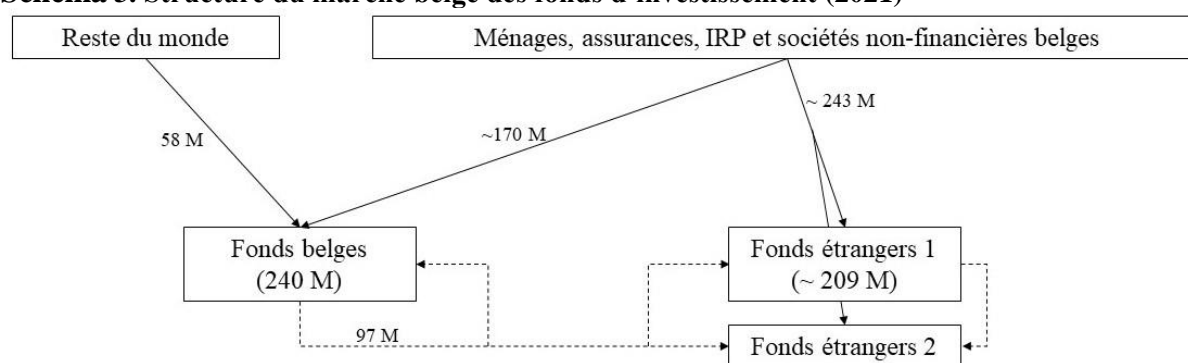 Schéma 3. Structure du marché belge des fonds d'investissement (2021)
Reste du monde
Ménages, assurances, IRP et sociétés non-financières belges
58 M
~170 M
~ 243 M
Fonds belges
(240 M)
Fonds étrangers 1
(~ 209 M)
97 M
Fonds étrangers 2